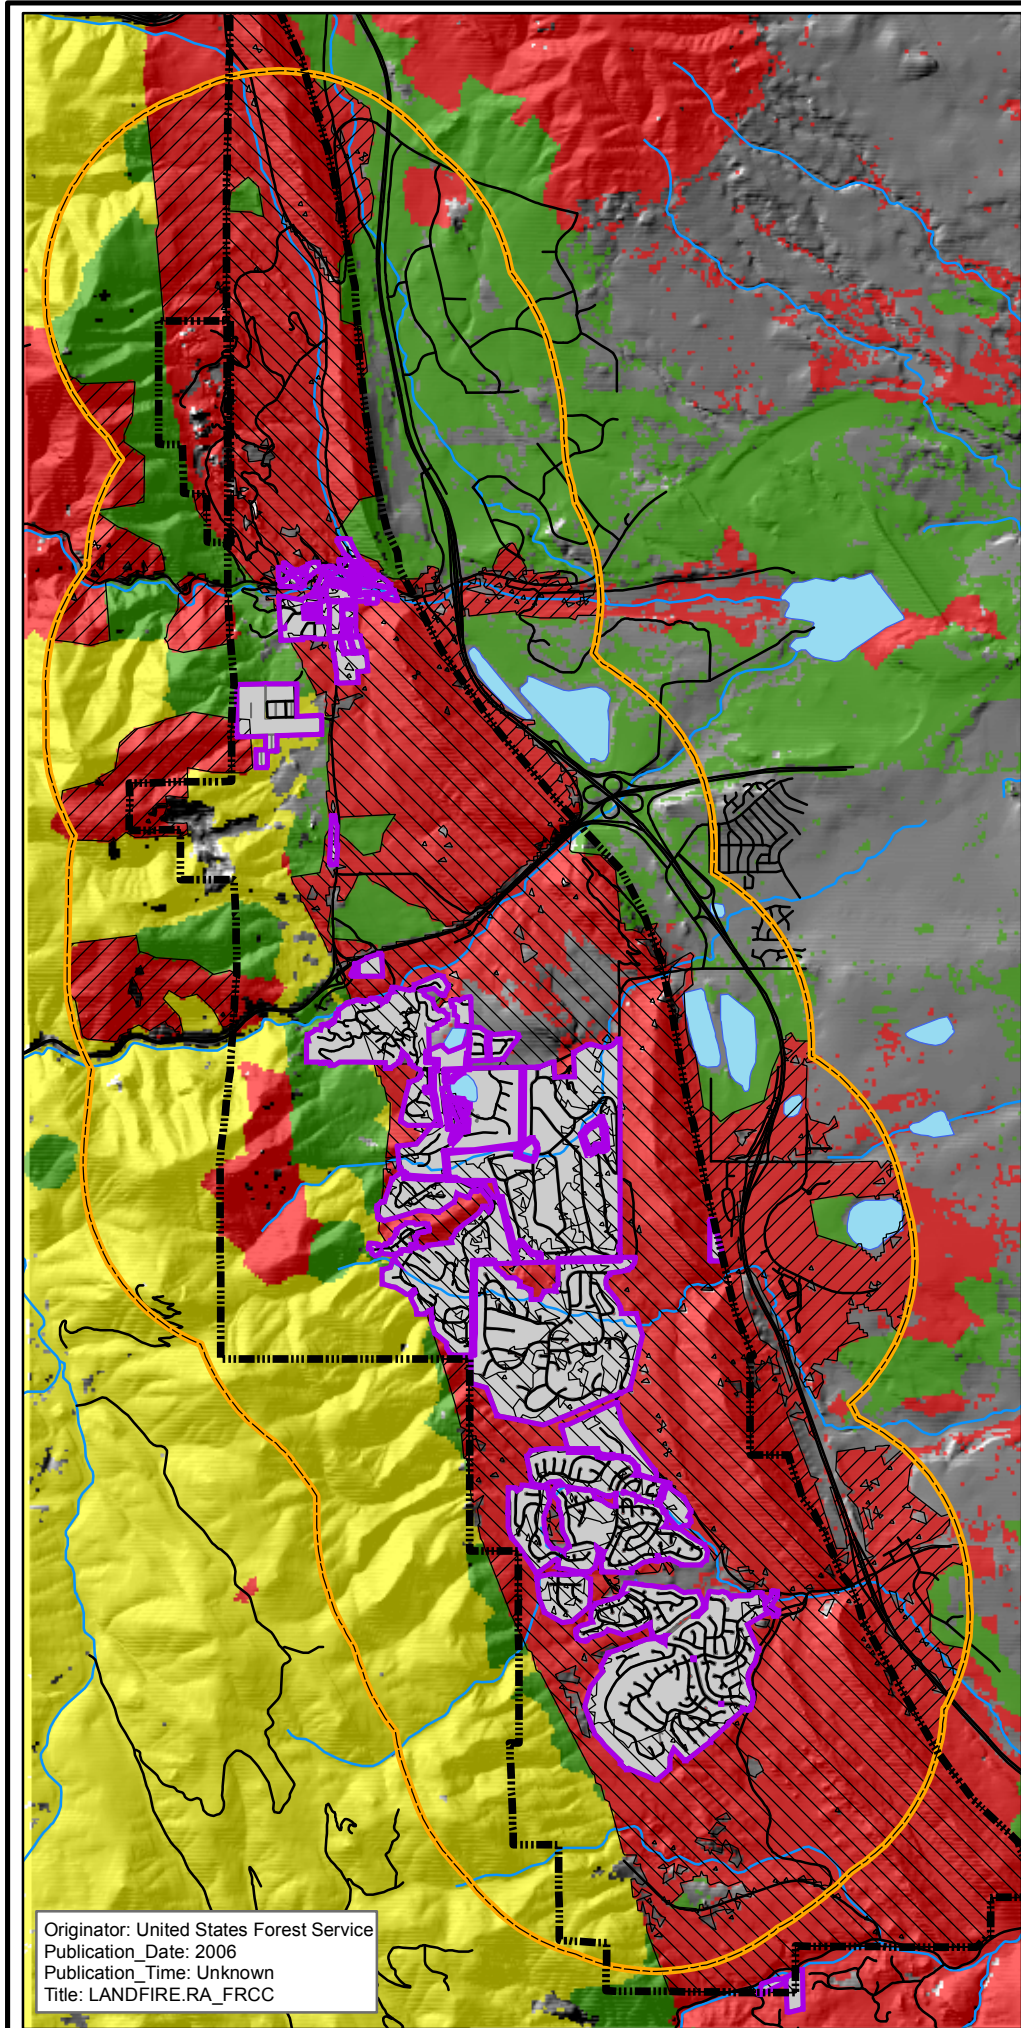 Originator: United States Forest Service
Publication_Date: 2006
Publication_Time: Unknown
Title: LANDFIRE.RA_FRCC